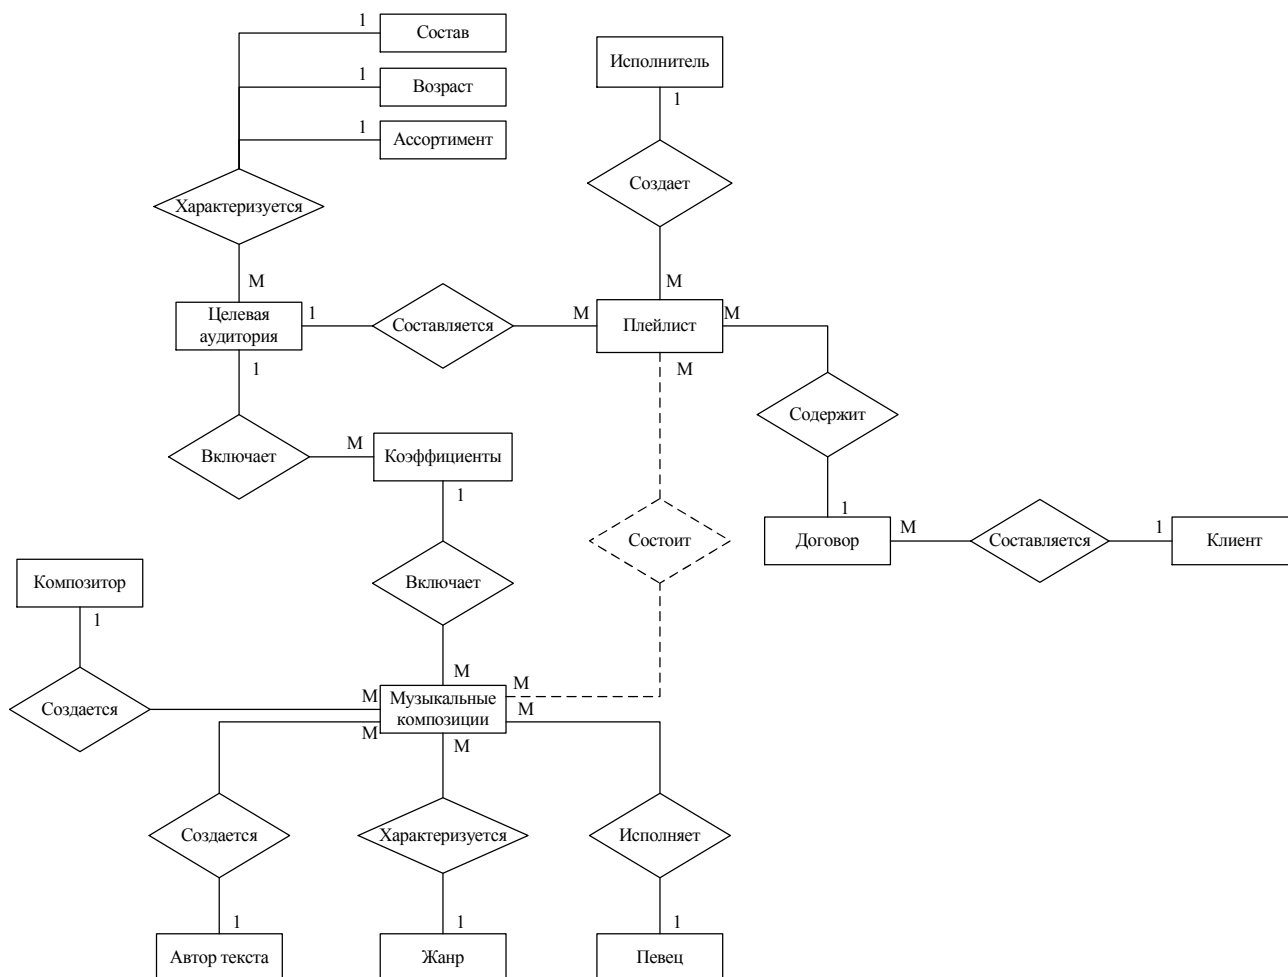 1
Состав
1
Возраст
1
Ассортимент
Исполнитель
1
Характеризуется
Создает
М
М
Целевая
аудитория
1
Составляется
М
Плейлист
М
1
М
Содержит
Включает
М
Коэффициенты
1
1
Состоит
Договор
М
Составляется
1
Клиент
Композитор
1
Включает
М
М
Создается
М
Музыкальные
композиции
М
М
М
Создается
Характеризуется
Исполняет
1
1
1
Автор текста
Жанр
Певец